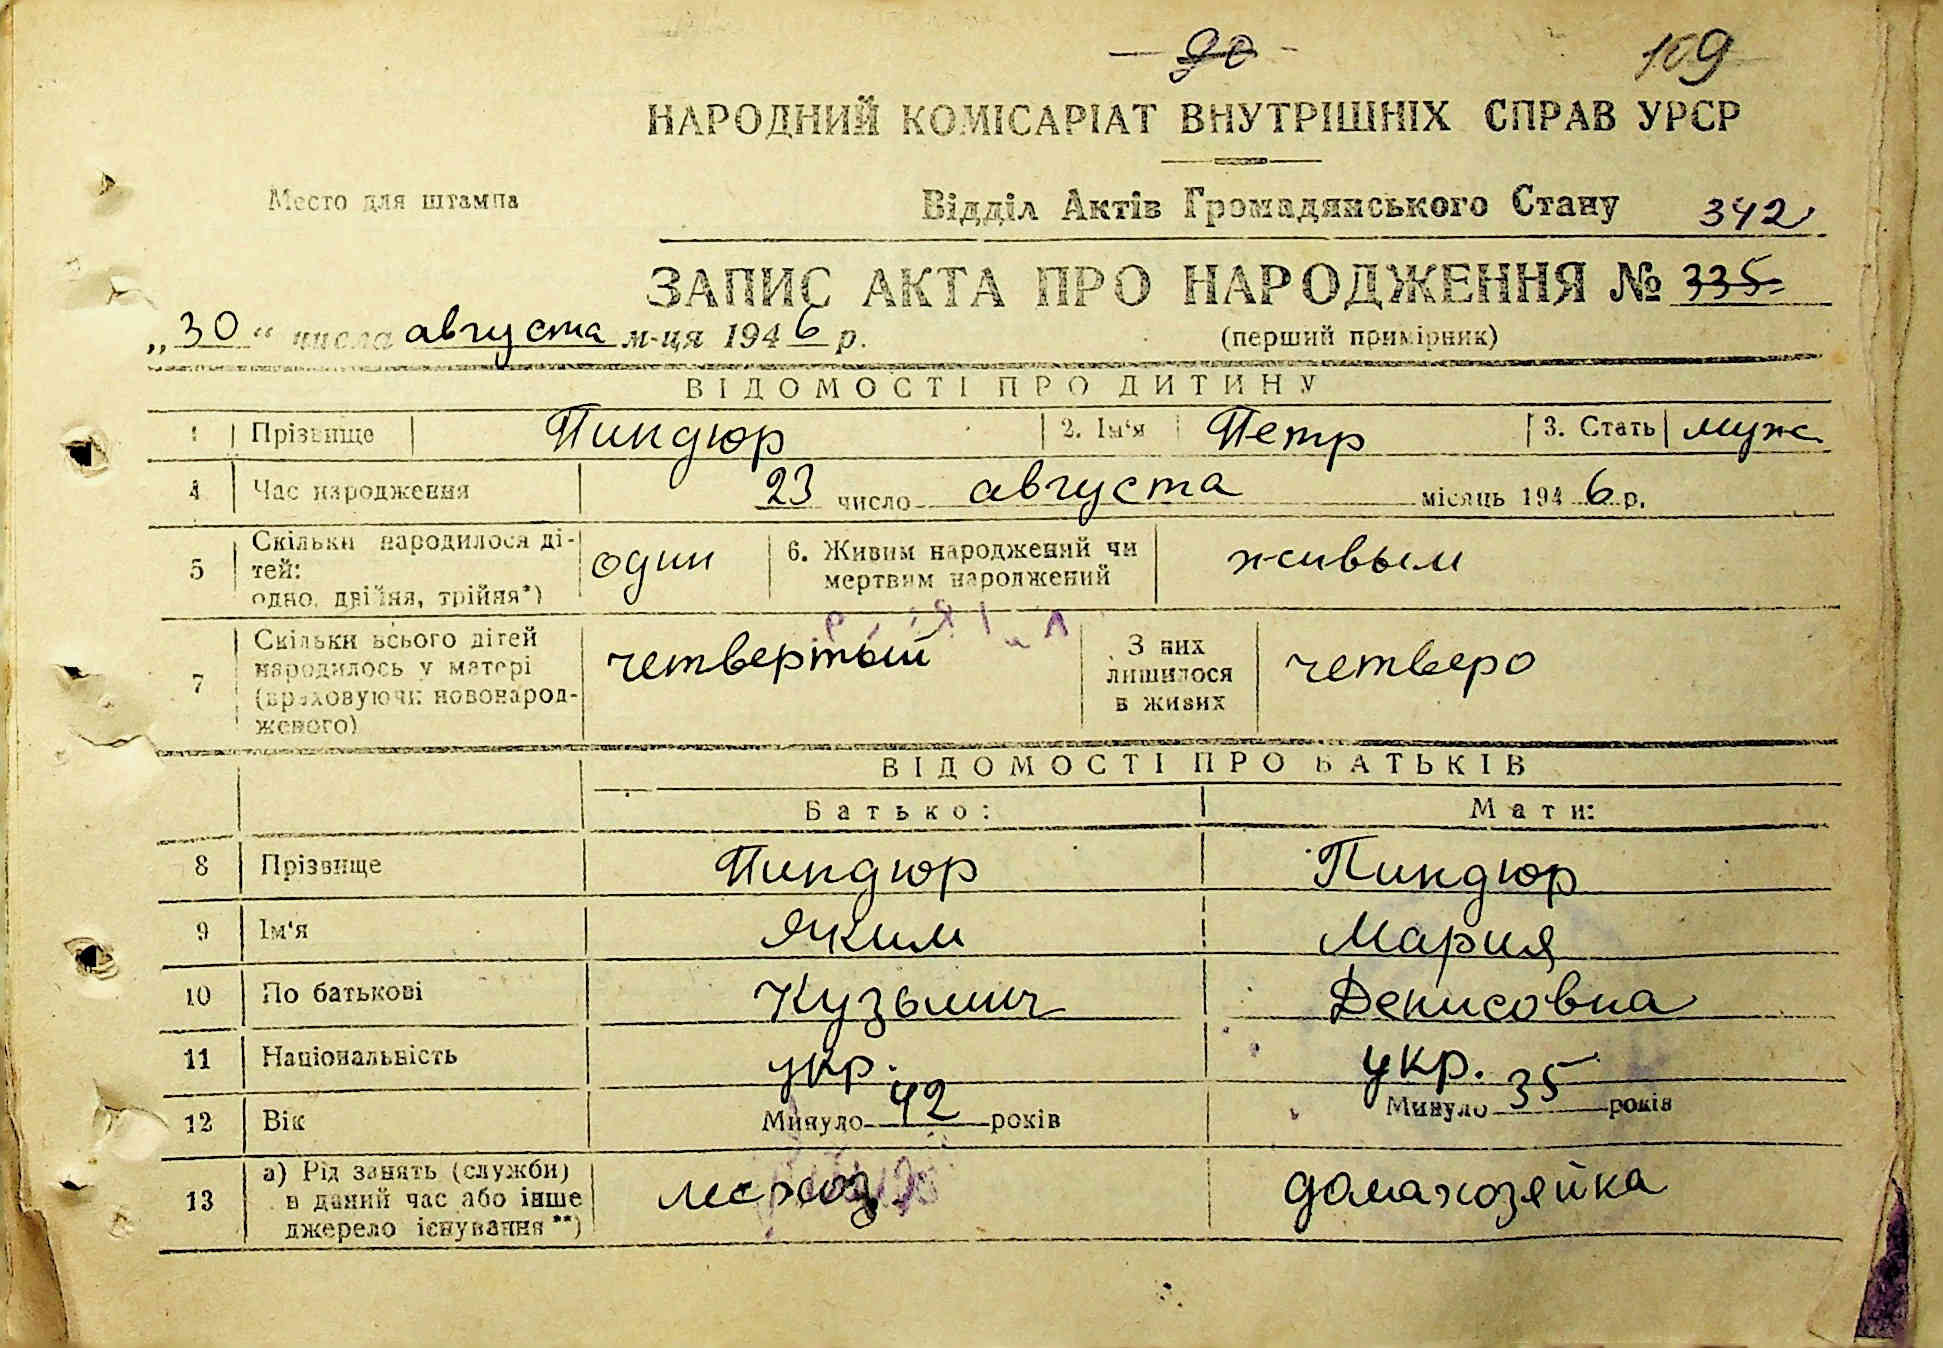 90
109
НАРОДНИЙ КОМІСАРІАТ ВНУТРІШНІХ СПРАВ УРСР
Место для штампа
Відділ Актів Громадянського Стану 342
ЗАПИС АКТА ПРО НАРОДЖЕННЯ № 335
„30“ числа августа м-ця 1946 р.
(перший примірник)
ВІДОМОСТІ ПРО ДИТИНУ
1 Прізвище Пиндюр 2. Ім'я Петр 3. Стать муж
4 Час народження 23 число августа місяць 1946 р.
5 Скільки народилося ді-
тей:
одно, двійня, трійня*)
один
6. Живим народжений чи
мертвим народжений
живым
7 Скільки всього дітей
народилось у матері
(враховуючи новонарод-
женого)
четвертый
З них
лишилося
в живих
четверо
ВІДОМОСТІ ПРО БАТЬКІВ
Батько: Мати:
8 Прізвище Пиндюр Пиндюр
9 Ім'я Яким Мария
10 По батькові Кузьмич Денисовна
11 Національність укр. укр.
12 Вік Минуло 42 років Минуло 35 років
13 а) Рід занять (служби)
в даний час або інше
джерело існування**)
домахозяйка